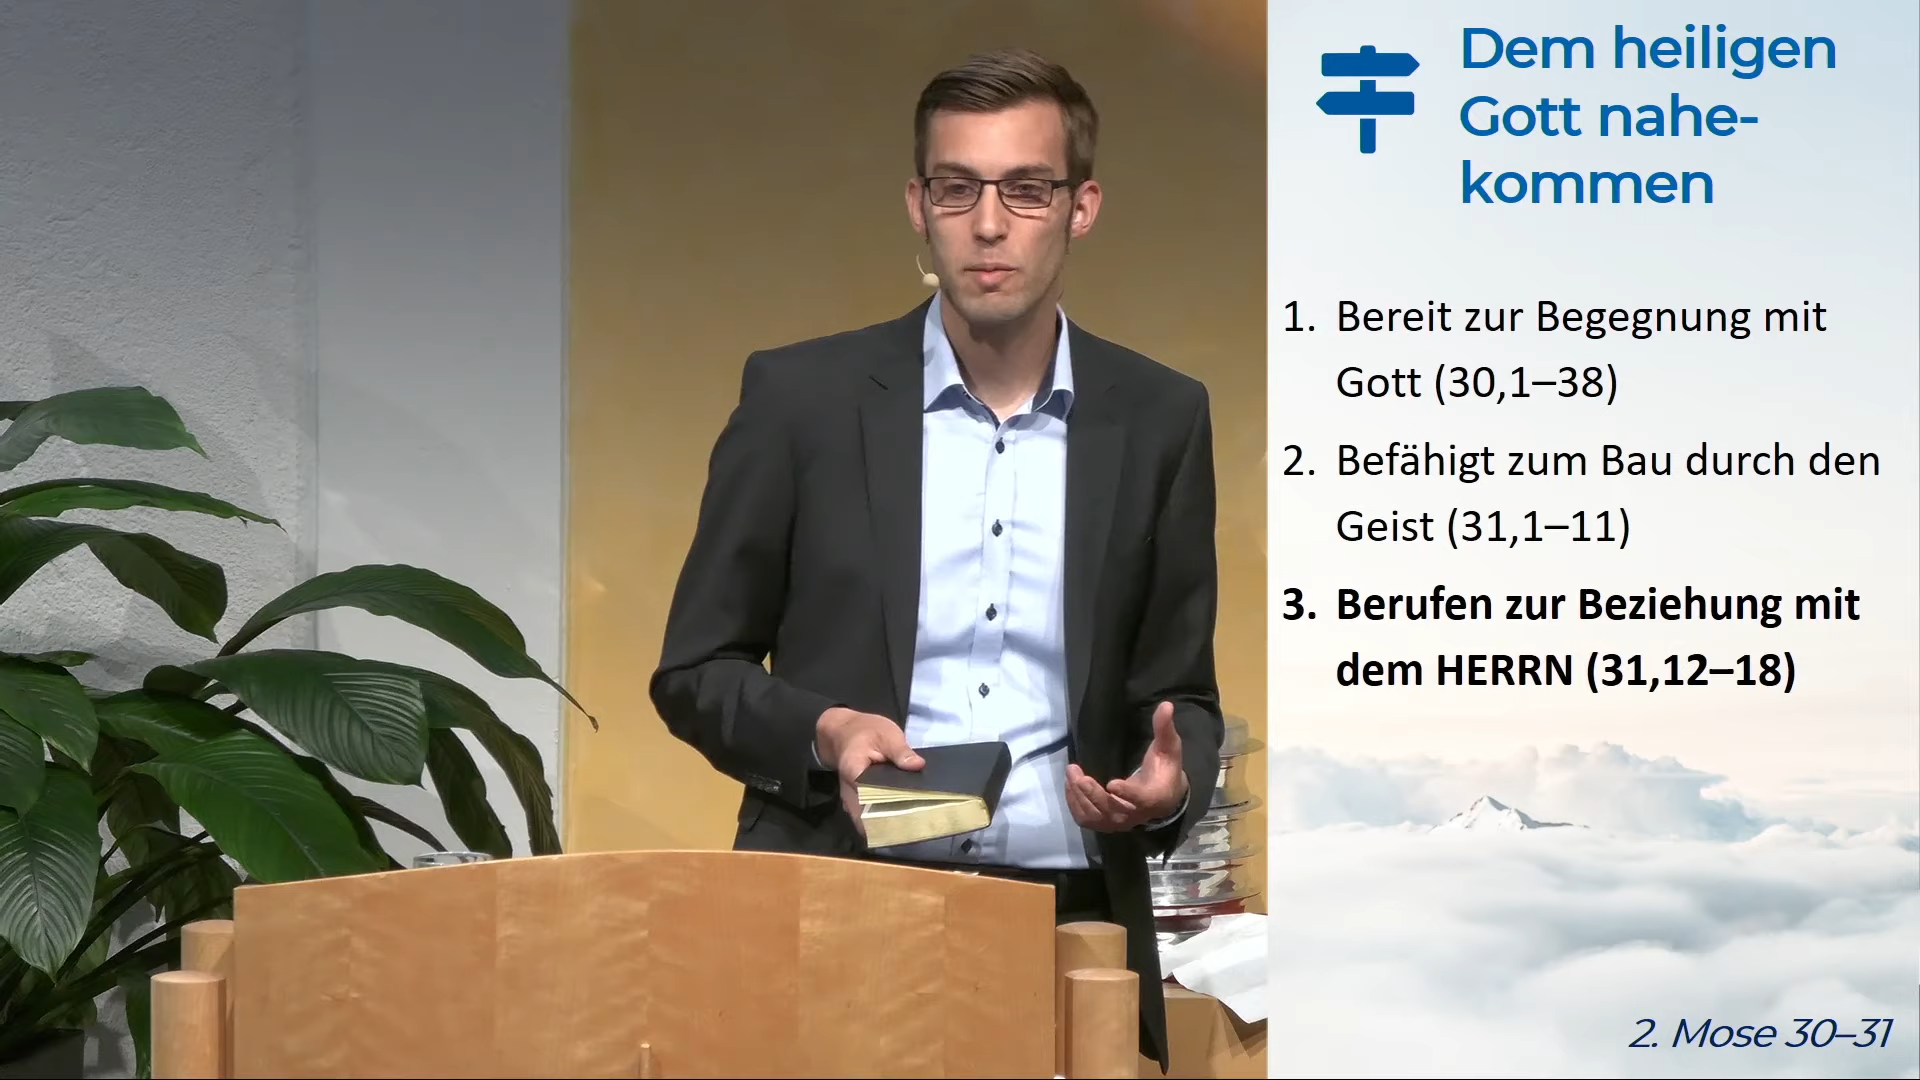 Dem heiligen
Gott nahe-
kommen
1. Bereit zur Begegnung mit
Gott (30,1–38)
2. Befähigt zum Bau durch den
Geist (31,1–11)
3. Berufen zur Beziehung mit
dem HERRN (31,12–18)
2. Mose 30–31